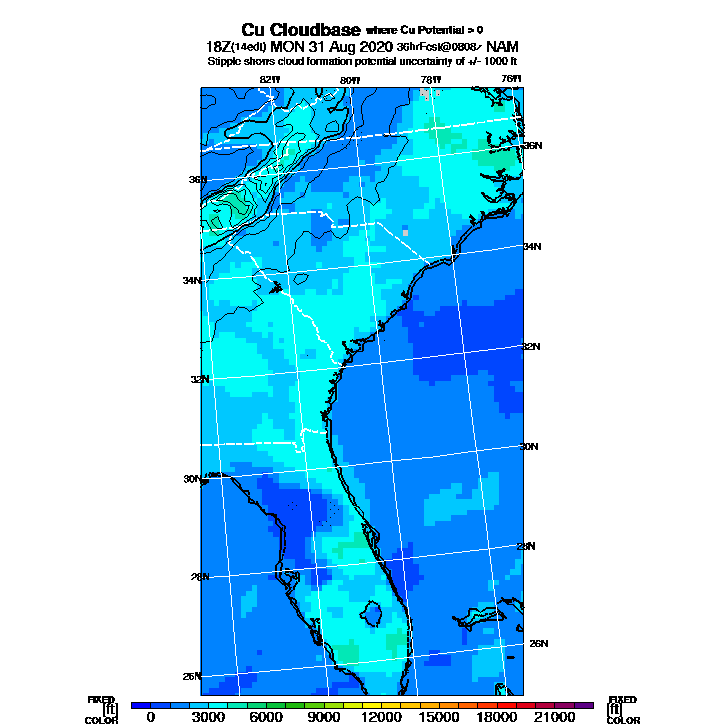 Cu Cloudbase where Cu Potential > 0
18Z(14edt) MON 31 Aug 2020 36hrFcst@0808z NAM
Stipple shows cloud formation potential uncertainty of +/- 1000 ft
82W 80W 78W 76W
36N
36N
34N
34N
32N
32N
30N
30N
28N
28N
26N
26N
FIXED FIXED
[ft] [ft]
COLOR COLOR
0 3000 6000 9000 12000 15000 18000 21000